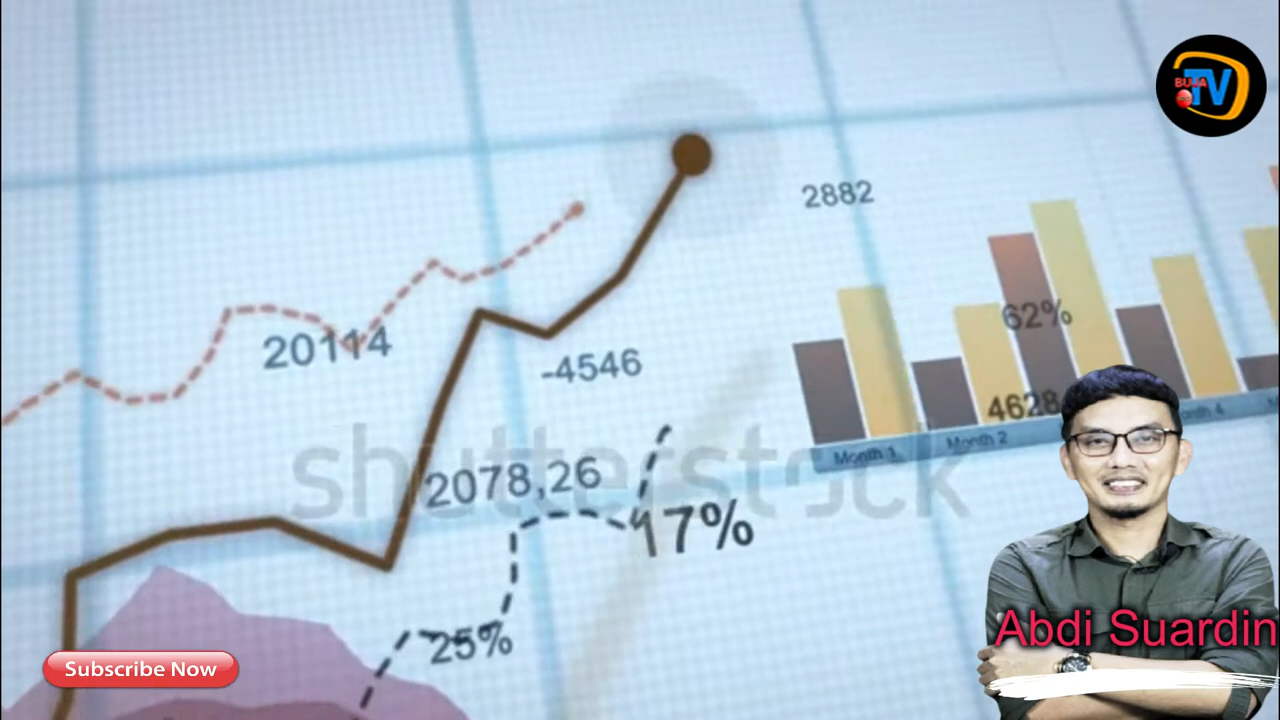 BUJA
TV
2882
62%
20114
-4546
4628
Month 4
Month 1
Month 2
shutterstock
2078,26
17%
25%
Abdi Suardin
Subscribe Now